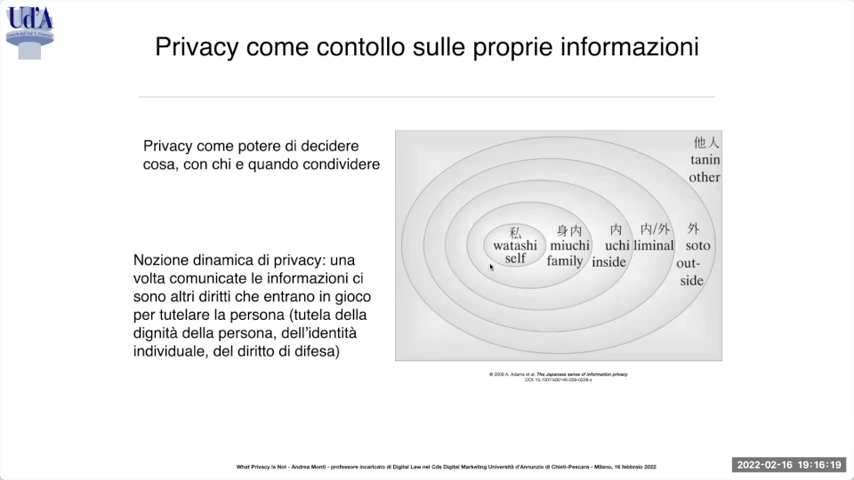 Ud'A
Privacy come contollo sulle proprie informazioni
Privacy come potere di decidere
cosa, con chi e quando condividere
Nozione dinamica di privacy: una
volta comunicate le informazioni ci
sono altri diritti che entrano in gioco
per tutelare la persona (tutela della
dignità della persona, dell'identità
individuale, del diritto di difesa)
他人
tanin
other
私
watashi
self
身内
miuchi
family
内
uchi
inside
内/外
liminal
外
soto
out-
side
A. Adams et al. The Japanese sense of information privacy
What Privacy Is Not - Andrea Monti - professore incaricato di Digital Law nel Cds Digital Marketing Università d'Annunzio di Chieti-Pescara - Milano, 16 febbraio 2022
2022-02-16 19:16:19